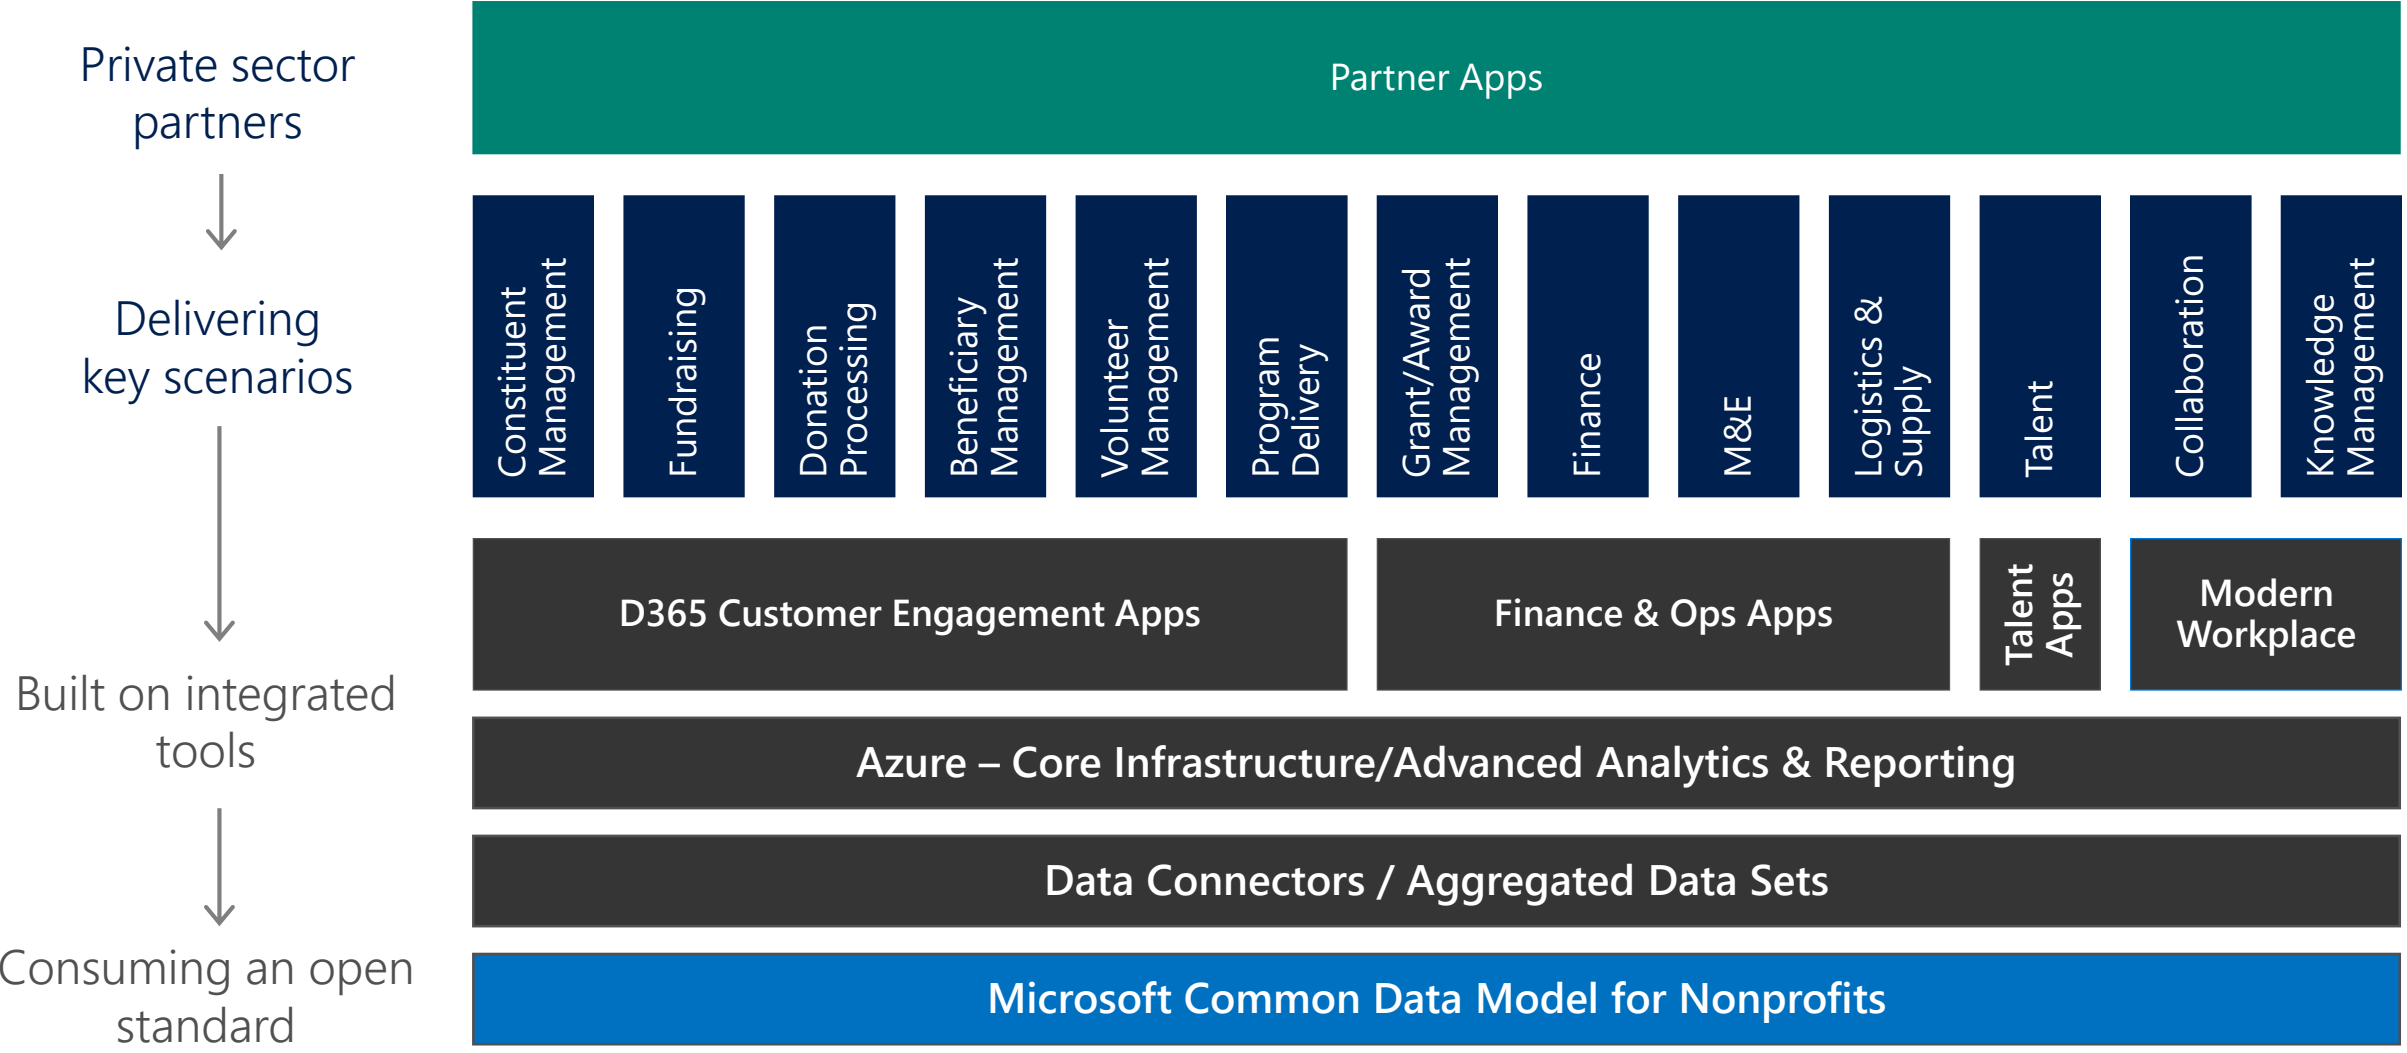 Private sector
partners
Partner Apps
Delivering
key scenarios
Constituent
Management
Fundraising
Donation
Processing
Beneficiary
Management
Volunteer
Management
Program
Delivery
Grant/Award
Management
Finance
M&E
Logistics &
Supply
Talent
Collaboration
Knowledge
Management
Built on integrated
tools
D365 Customer Engagement Apps
Finance & Ops Apps
Talent
Apps
Modern
Workplace
Azure – Core Infrastructure/Advanced Analytics & Reporting
Data Connectors / Aggregated Data Sets
Consuming an open
standard
Microsoft Common Data Model for Nonprofits